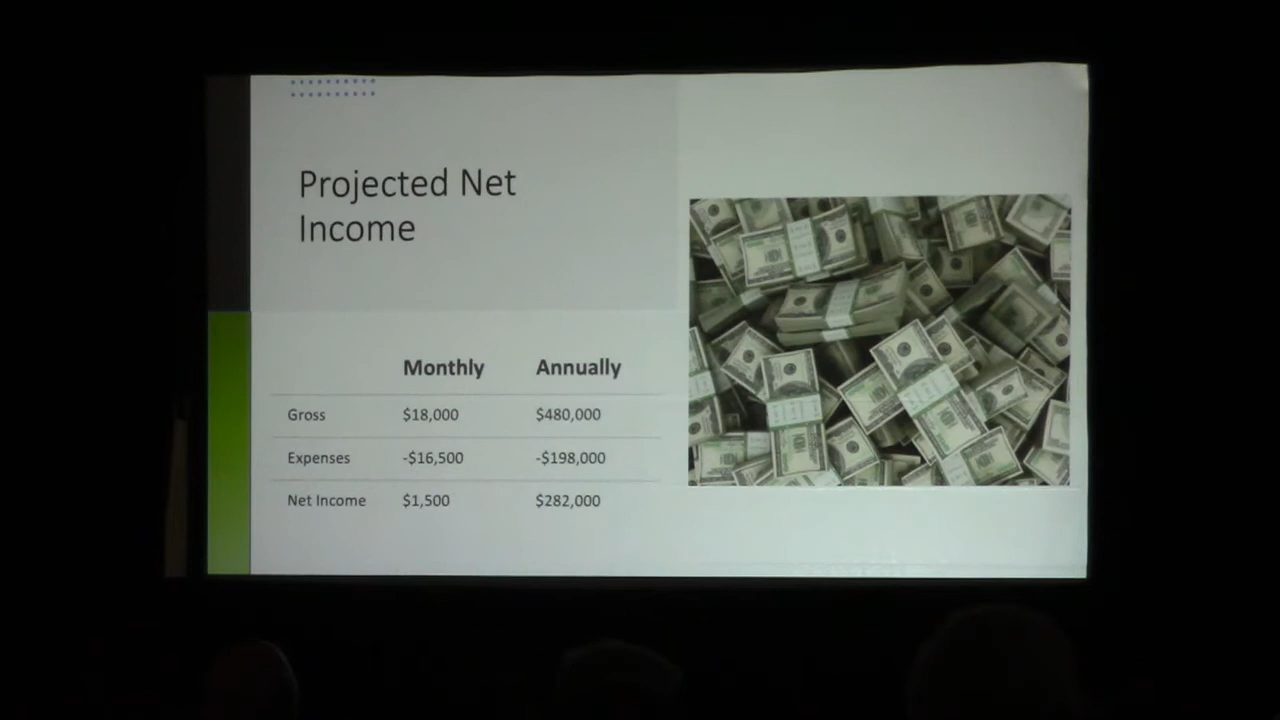 Projected Net
Income
Monthly Annually
Gross $18,000 $480,000
Expenses -$16,500 -$198,000
Net Income $1,500 $282,000